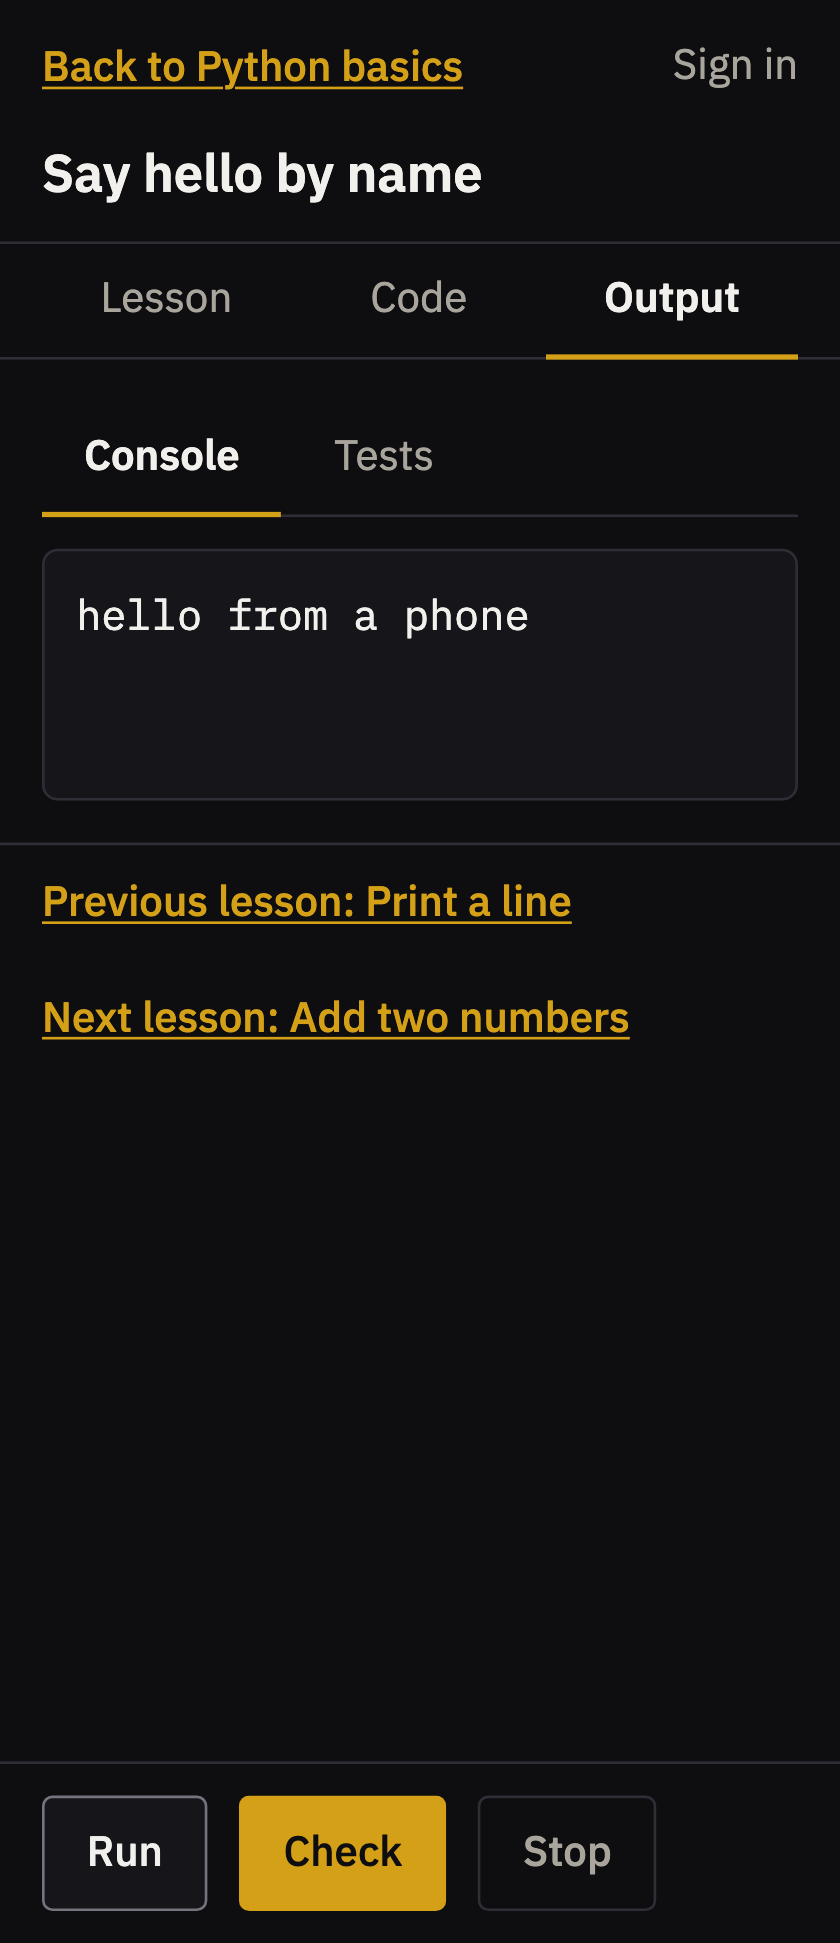 Back to Python basics
Sign in
Say hello by name
Lesson
Code
Output
Console
Tests
hello from a phone
Previous lesson: Print a line
Next lesson: Add two numbers
Run
Check
Stop